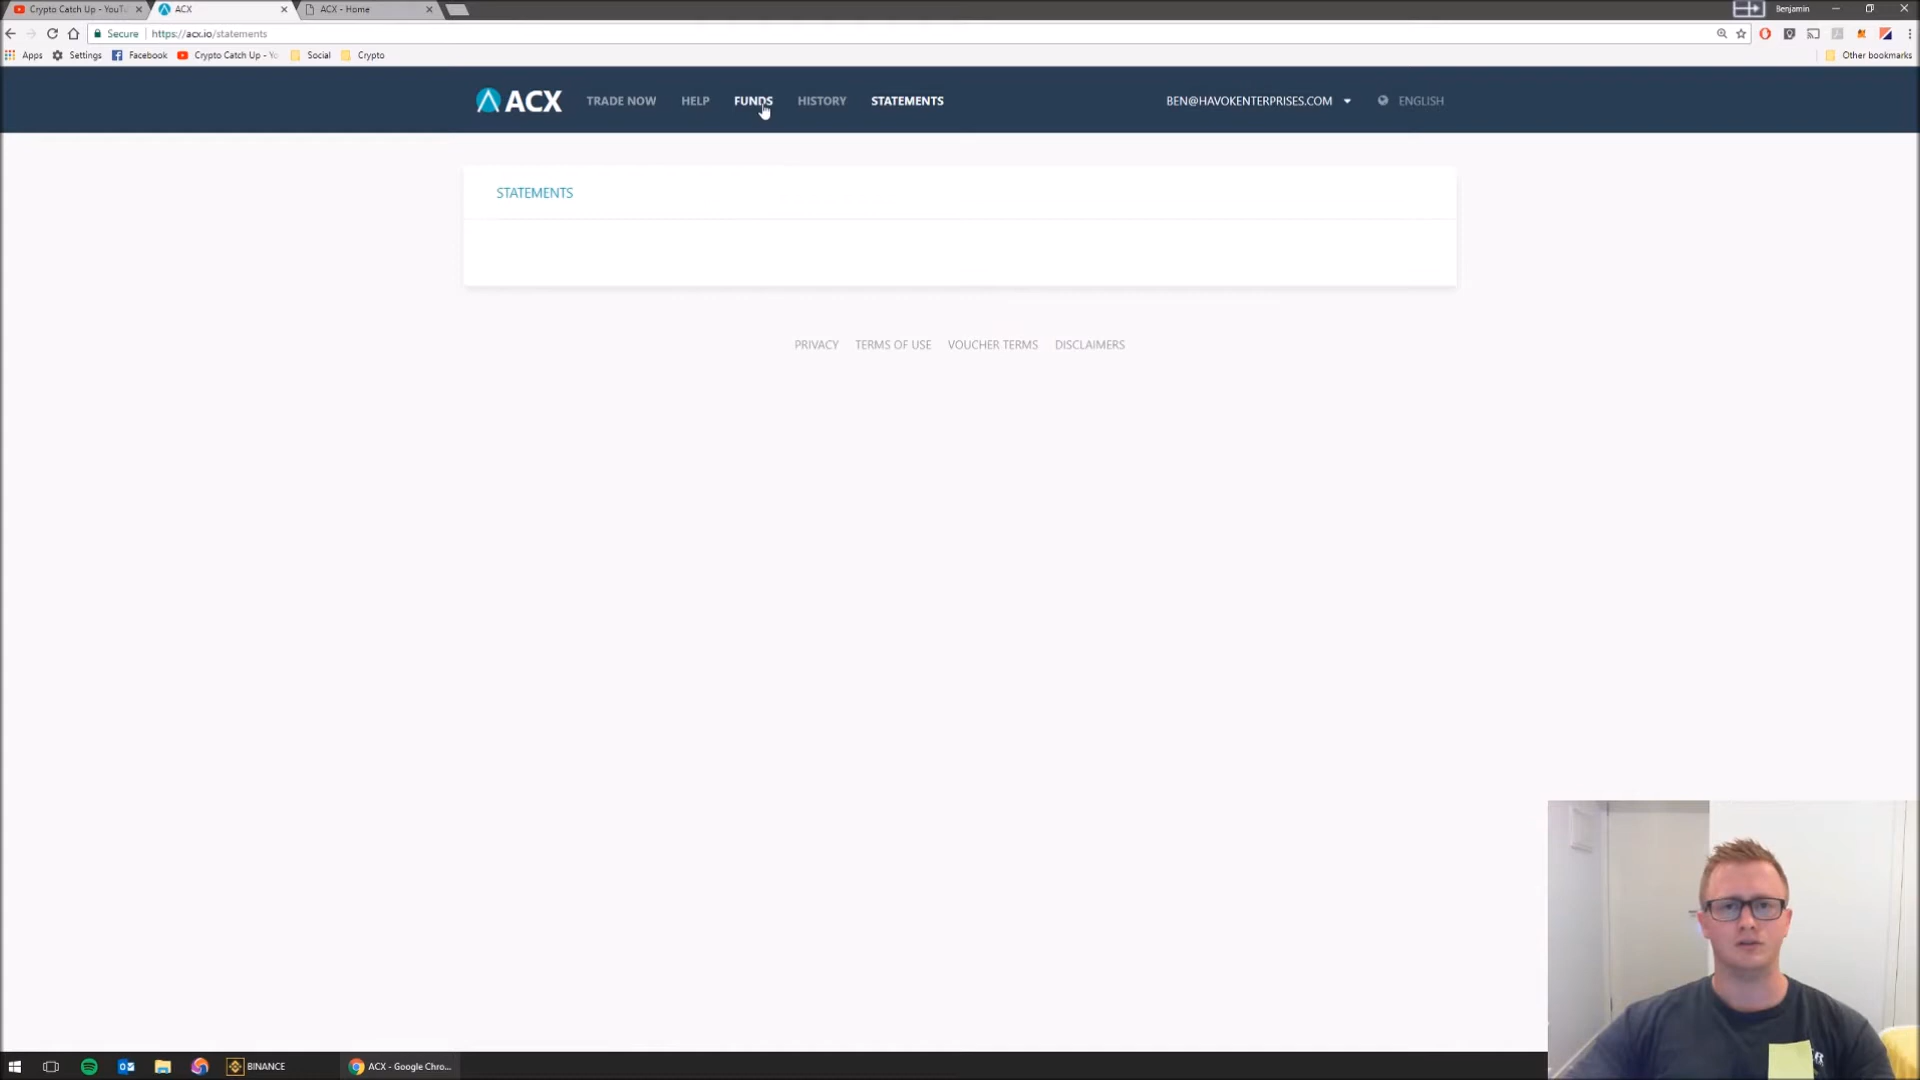 Crypto Catch Up - YouTu
ACX
ACX - Home
Benjamin
Secure
https://acx.io/statements
Apps
Settings
Facebook
Crypto Catch Up - Yo
Social
Crypto
Other bookmarks
ACX
TRADE NOW
HELP
FUNDS
HISTORY
STATEMENTS
BEN@HAVOKENTERPRISES.COM
ENGLISH
STATEMENTS
PRIVACY
TERMS OF USE
VOUCHER TERMS
DISCLAIMERS
BINANCE
ACX - Google Chro...